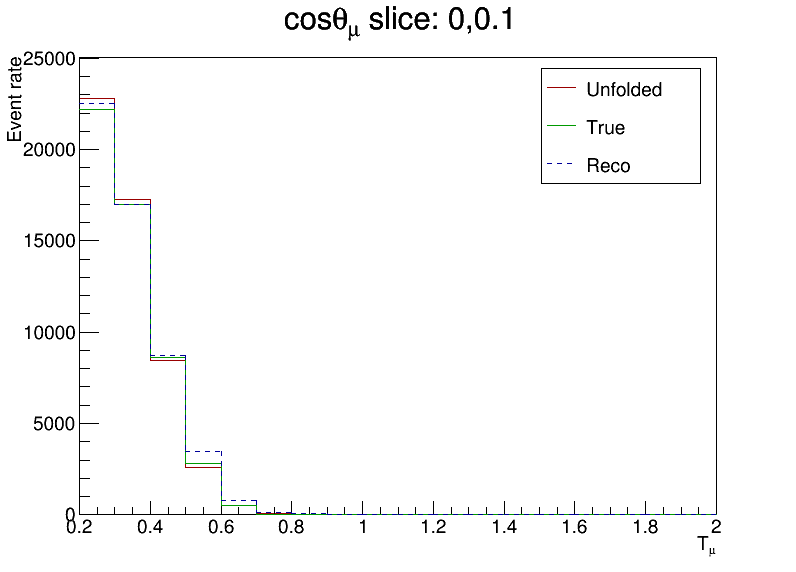 cosθμ slice: 0,0.1
Event rate
25000
20000
15000
10000
5000
0
Unfolded
True
Reco
0.2 0.4 0.6 0.8 1 1.2 1.4 1.6 1.8 2
Tμ